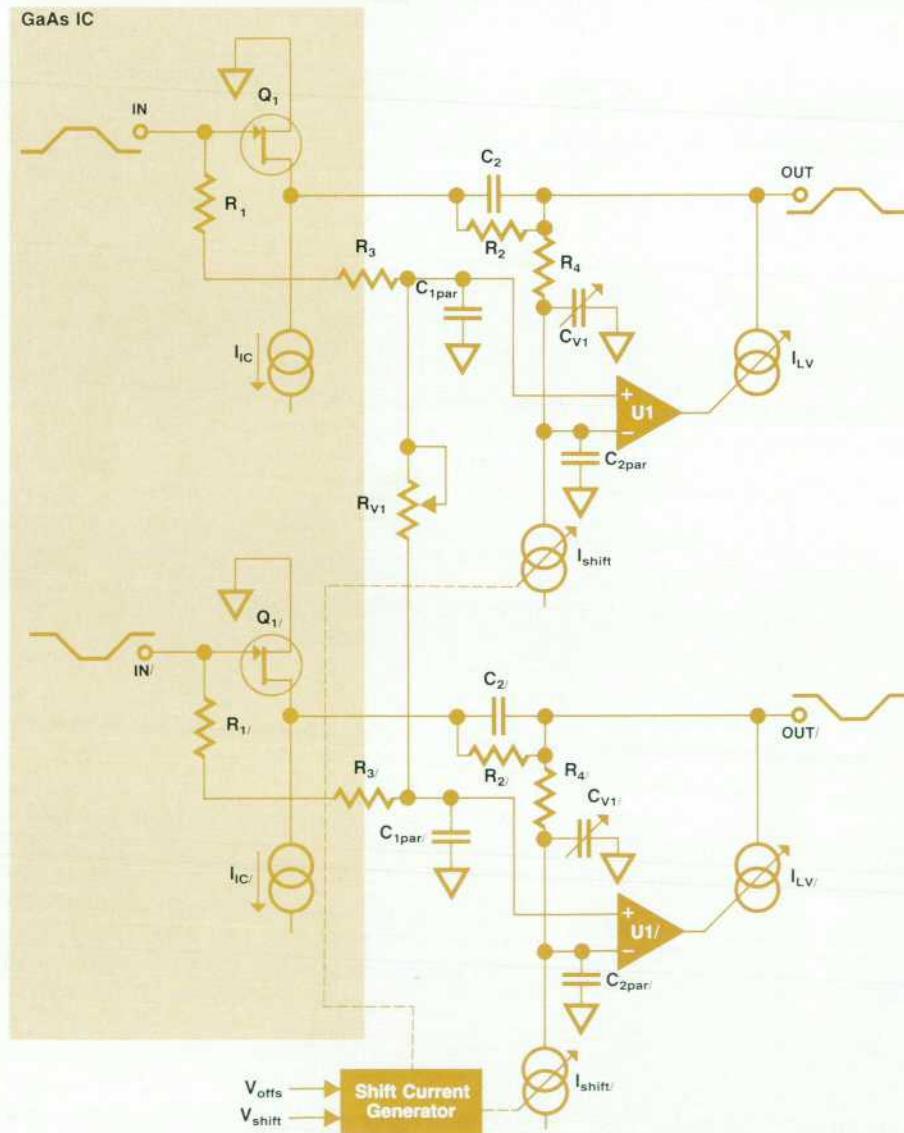 GaAs IC
Q1
IN
R1
C2
OUT
R2
R3
R4
C1par
CV1
IIC
ILV
+
U1
−
C2par
RV1
Ishift
Q1/
IN/
R1/
C2/
OUT/
R2/
R3/
R4/
CV1/
C1par/
IIC/
ILV/
+
U1/
−
C2par/
Ishift/
Voffs
Vshift
Shift Current
Generator